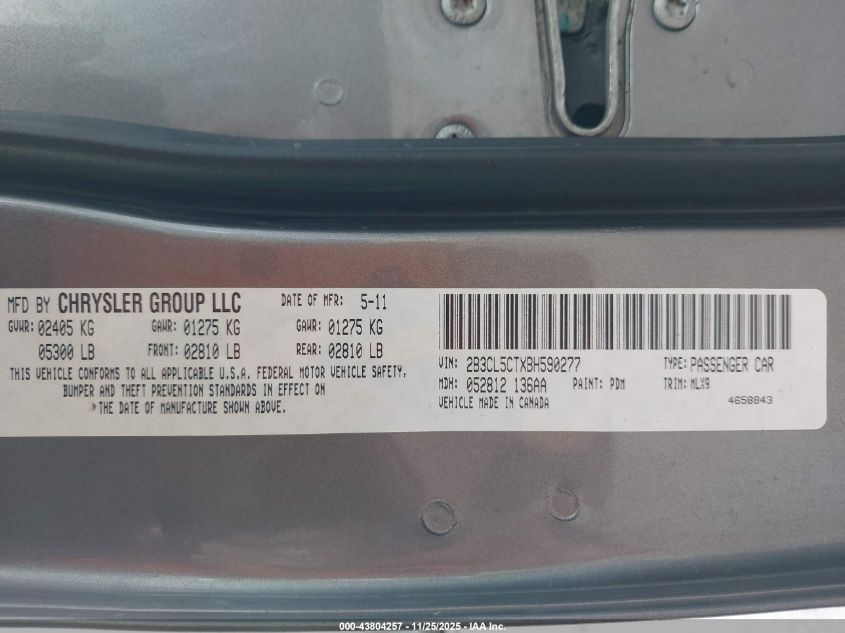 MFD BY CHRYSLER GROUP LLC DATE OF MFR: 5-11
GVWR: 02405 KG GAWR: 01275 KG GAWR: 01275 KG
05300 LB FRONT: 02810 LB REAR: 02810 LB
THIS VEHICLE CONFORMS TO ALL APPLICABLE U.S.A. FEDERAL MOTOR VEHICLE SAFETY,
BUMPER AND THEFT PREVENTION STANDARDS IN EFFECT ON
THE DATE OF MANUFACTURE SHOWN ABOVE.
VIN: 2B3CL5CTXBH590277 TYPE: PASSENGER CAR
MDH: 052812 136AA PAINT: PDM TRIM: MLX9
VEHICLE MADE IN CANADA 4658843
000-43804257 - 11/25/2025 - IAA Inc.